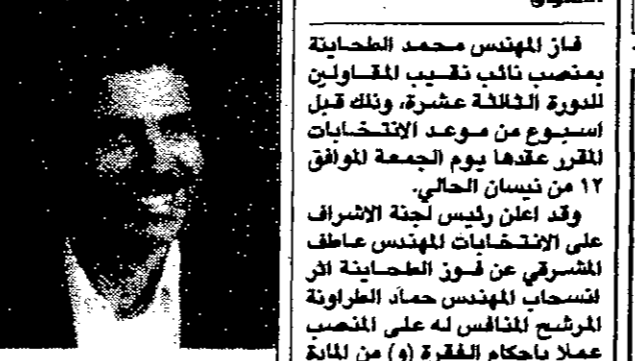 فاز المهندس محمد الطحاينة
بمنصب نائب نقيب المقاولين
للدورة الثالثة عشرة، وذلك قبل
اسبوع من موعد الانتخابات
المقرر عقدها يوم الجمعة الموافق
١٢ من نيسان الحالي.
وقد اعلن رئيس لجنة الاشراف
على الانتخابات المهندس عاطف
المشرقي عن فوز الطحاينة اثر
انسحاب المهندس حماد الطراونة
المرشح المنافس له على المنصب
عملا باحكام الفقرة (و) من المادة